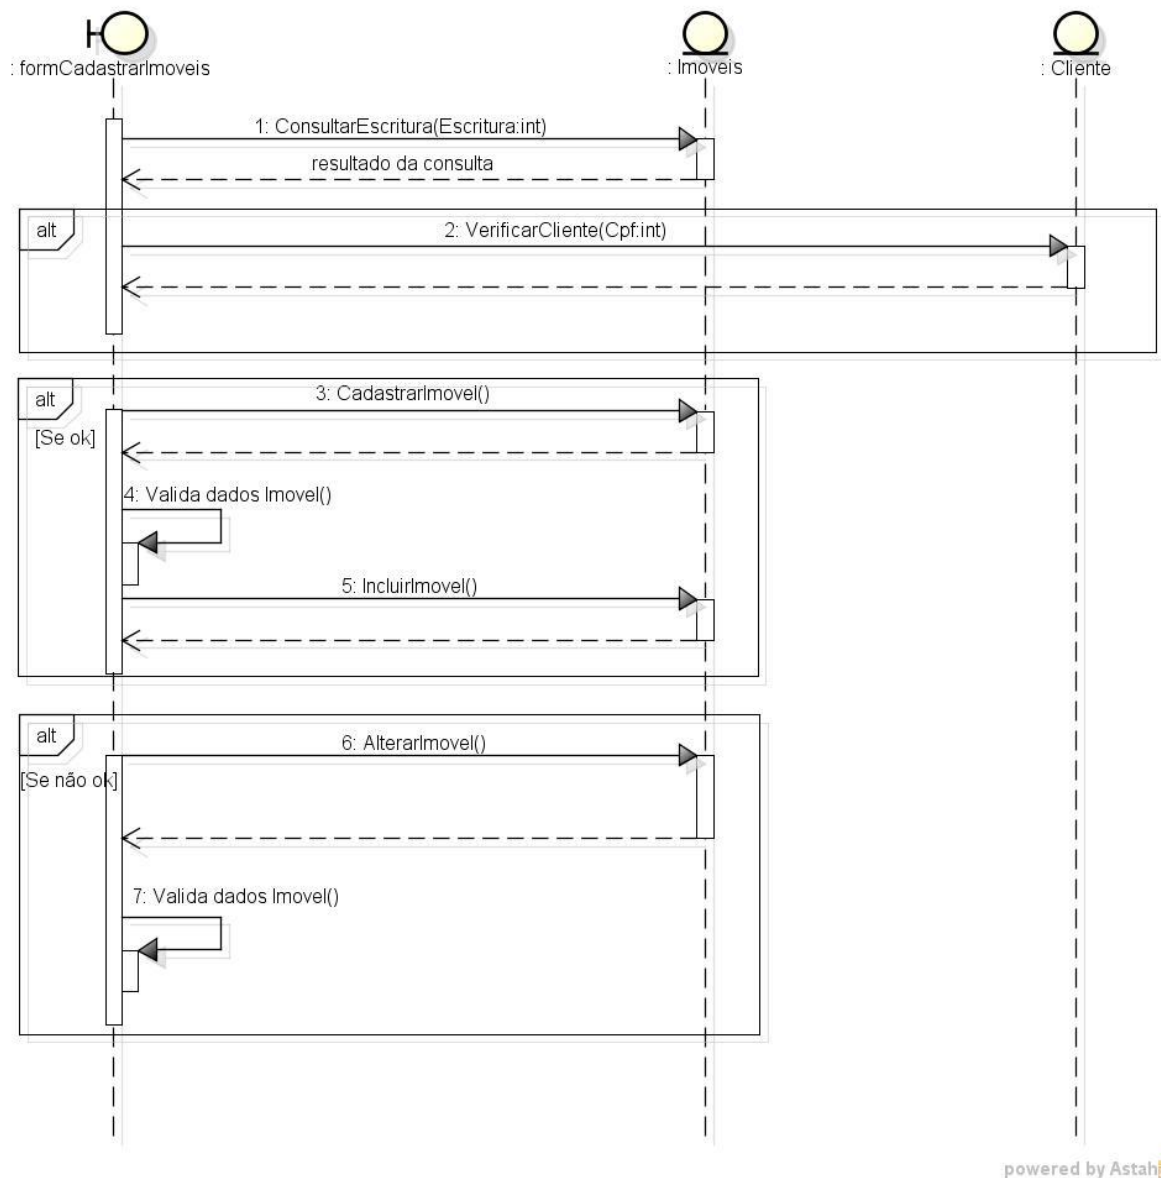 : formCadastrarImoveis
: Imoveis
: Cliente
1: ConsultarEscritura(Escritura:int)
resultado da consulta
alt
2: VerificarCliente(Cpf:int)
alt
3: CadastrarImovel()
[Se ok]
4: Valida dados Imovel()
5: IncluirImovel()
alt
6: AlterarImovel()
[Se não ok]
7: Valida dados Imovel()
powered by Astah